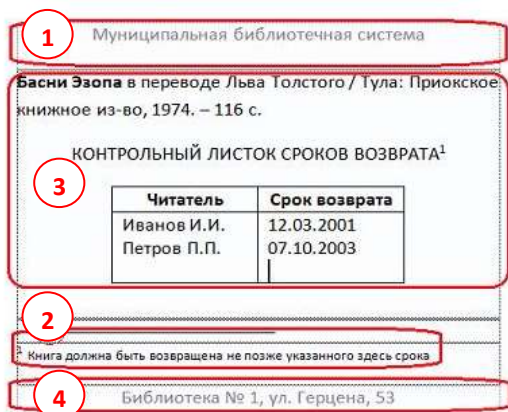 1 Муниципальная библиотечная система
Басни Эзопа в переводе Льва Толстого / Тула: Приокское
книжное из-во, 1974. – 116 с.
КОНТРОЛЬНЫЙ ЛИСТОК СРОКОВ ВОЗВРАТА¹
3
Читатель Срок возврата
Иванов И.И. 12.03.2001
Петров П.П. 07.10.2003
2
¹ Книга должна быть возвращена не позже указанного здесь срока
4 Библиотека № 1, ул. Герцена, 53